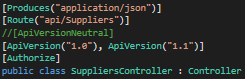 [Produces("application/json")]
[Route("api/Suppliers")]
//[ApiVersionNeutral]
[ApiVersion("1.0"), ApiVersion("1.1")]
[Authorize]
public class SuppliersController : Controller